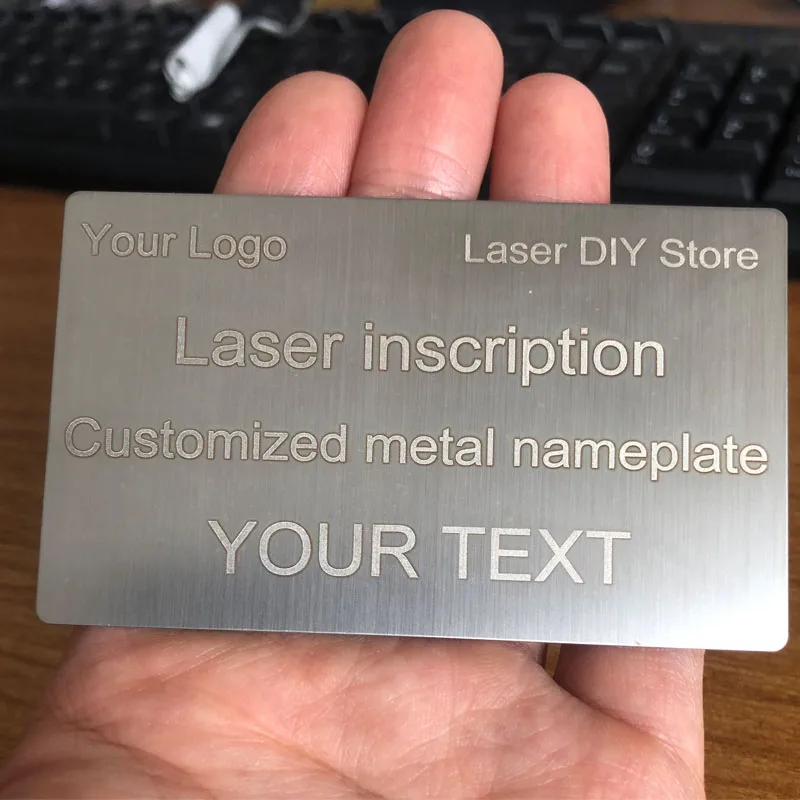 Your Logo
Laser DIY Store
Laser inscription
Customized metal nameplate
YOUR TEXT